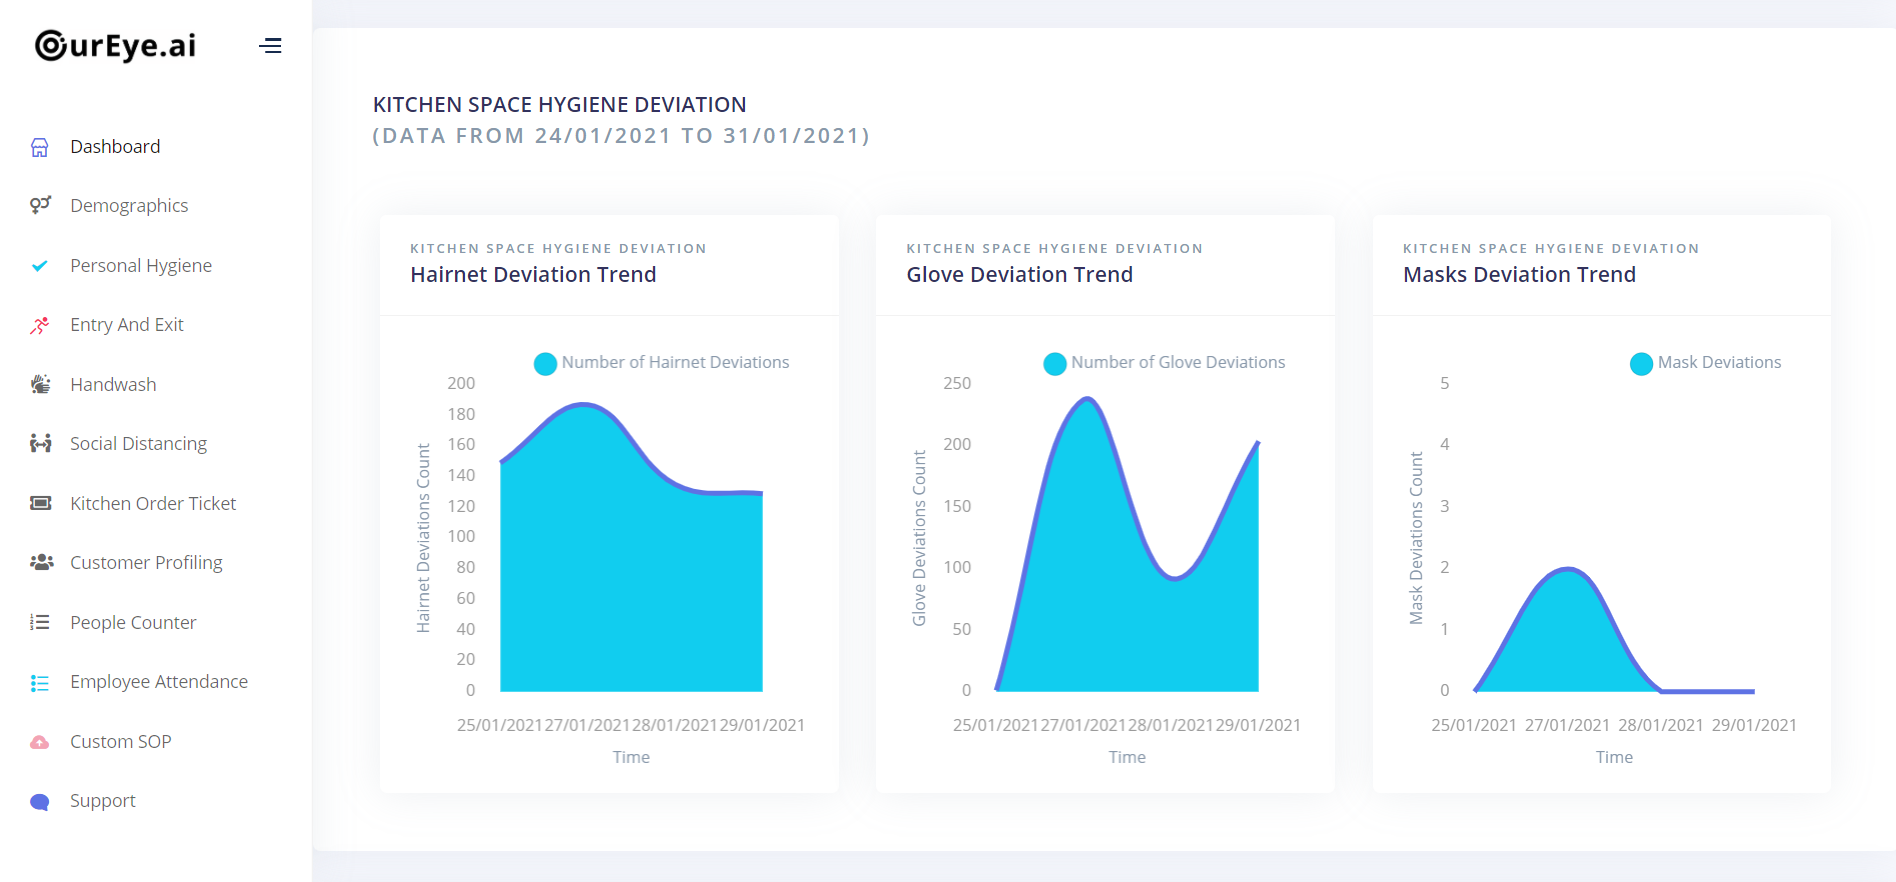 OurEye.ai
Dashboard
Demographics
Personal Hygiene
Entry And Exit
Handwash
Social Distancing
Kitchen Order Ticket
Customer Profiling
People Counter
Employee Attendance
Custom SOP
Support
KITCHEN SPACE HYGIENE DEVIATION
(DATA FROM 24/01/2021 TO 31/01/2021)
KITCHEN SPACE HYGIENE DEVIATION
Hairnet Deviation Trend
Number of Hairnet Deviations
Hairnet Deviations Count
200
180
160
140
120
100
80
60
40
20
0
25/01/2021 27/01/2021 28/01/2021 29/01/2021
Time
KITCHEN SPACE HYGIENE DEVIATION
Glove Deviation Trend
Number of Glove Deviations
Glove Deviations Count
250
200
150
100
50
0
25/01/2021 27/01/2021 28/01/2021 29/01/2021
Time
KITCHEN SPACE HYGIENE DEVIATION
Masks Deviation Trend
Mask Deviations
Mask Deviations Count
5
4
3
2
1
0
25/01/2021 27/01/2021 28/01/2021 29/01/2021
Time